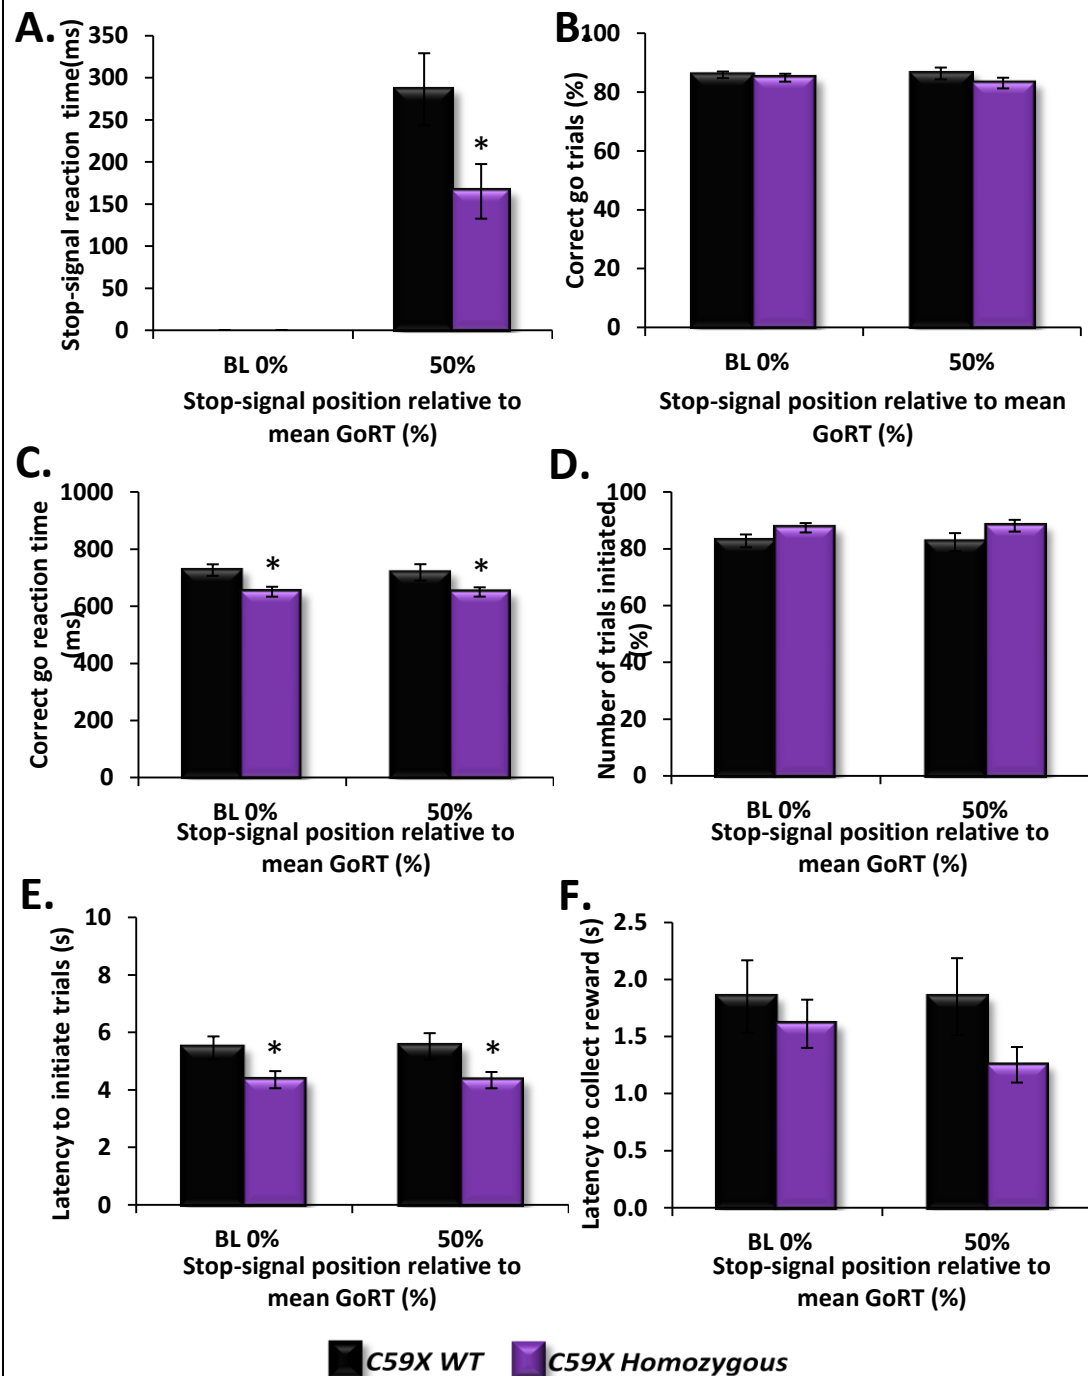 A.
Stop-signal reaction time(ms)
350
300
250
200
150
100
50
0
*
BL 0%
50%
Stop-signal position relative to
mean GoRT (%)
B.
Correct go trials (%)
100
80
60
40
20
0
BL 0%
50%
Stop-signal position relative to mean
GoRT (%)
C.
Correct go reaction time
(ms)
1000
800
600
400
200
0
*
*
BL 0%
50%
Stop-signal position relative to
mean GoRT (%)
D.
Number of trials initiated
(%)
100
80
60
40
20
0
BL 0%
50%
Stop-signal position relative to
mean GoRT (%)
E.
Latency to initiate trials (s)
10
8
6
4
2
0
*
*
BL 0%
50%
Stop-signal position relative to
mean GoRT (%)
F.
Latency to collect reward (s)
2.5
2.0
1.5
1.0
0.5
0.0
BL 0%
50%
Stop-signal position relative to
mean GoRT (%)
C59X WT
C59X Homozygous